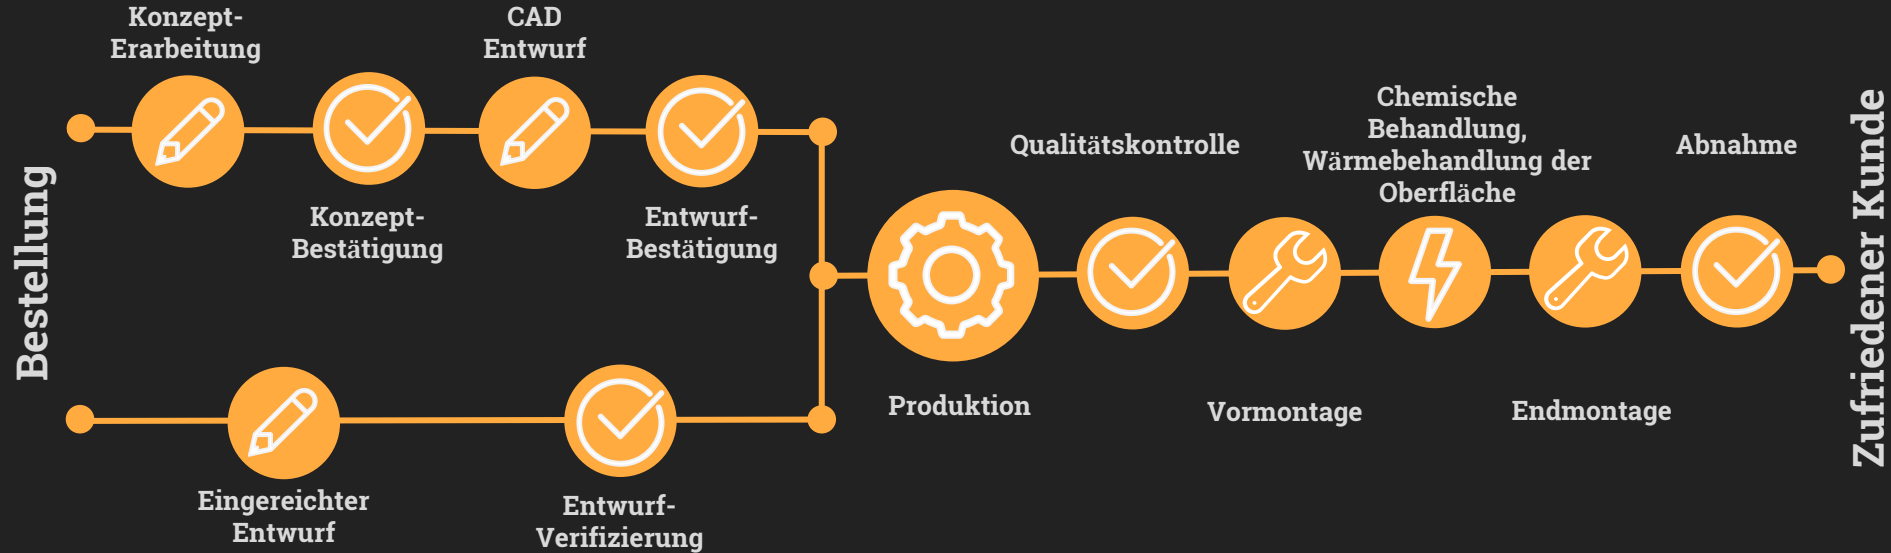 Bestellung
Konzept-
Erarbeitung
Konzept-
Bestätigung
CAD
Entwurf
Entwurf-
Bestätigung
Eingereichter
Entwurf
Entwurf-
Verifizierung
Produktion
Qualitätskontrolle
Vormontage
Chemische
Behandlung,
Wärmebehandlung der
Oberfläche
Endmontage
Abnahme
Zufriedener Kunde